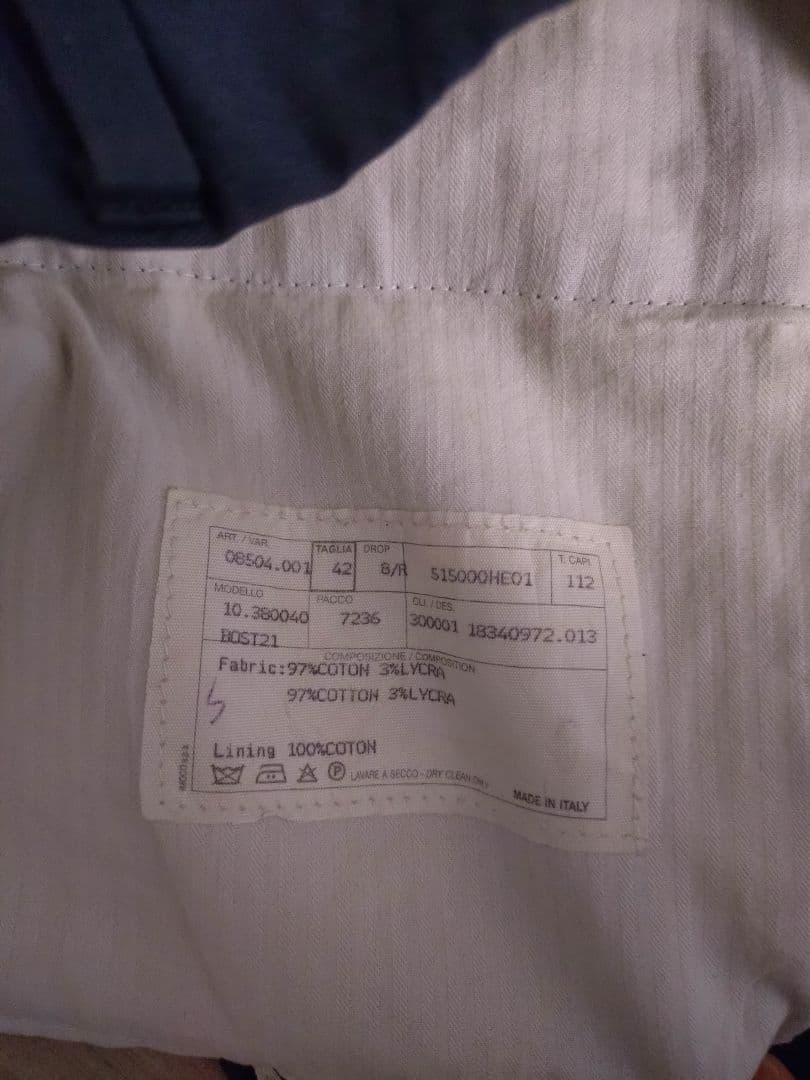 ART. / VAR. TAGLIA DROP T. CAPI
08504.001 42 8/R 515000HE01 112
MODELLO PACCO CLI. / DES.
10.380040 7236 300001 18340972.013
BOST21
COMPOSIZIONE / COMPOSITION
Fabric:97%COTON 3%LYCRA
97%COTTON 3%LYCRA
Lining 100%COTON
P LAVARE A SECCO - DRY CLEAN ONLY
MADE IN ITALY